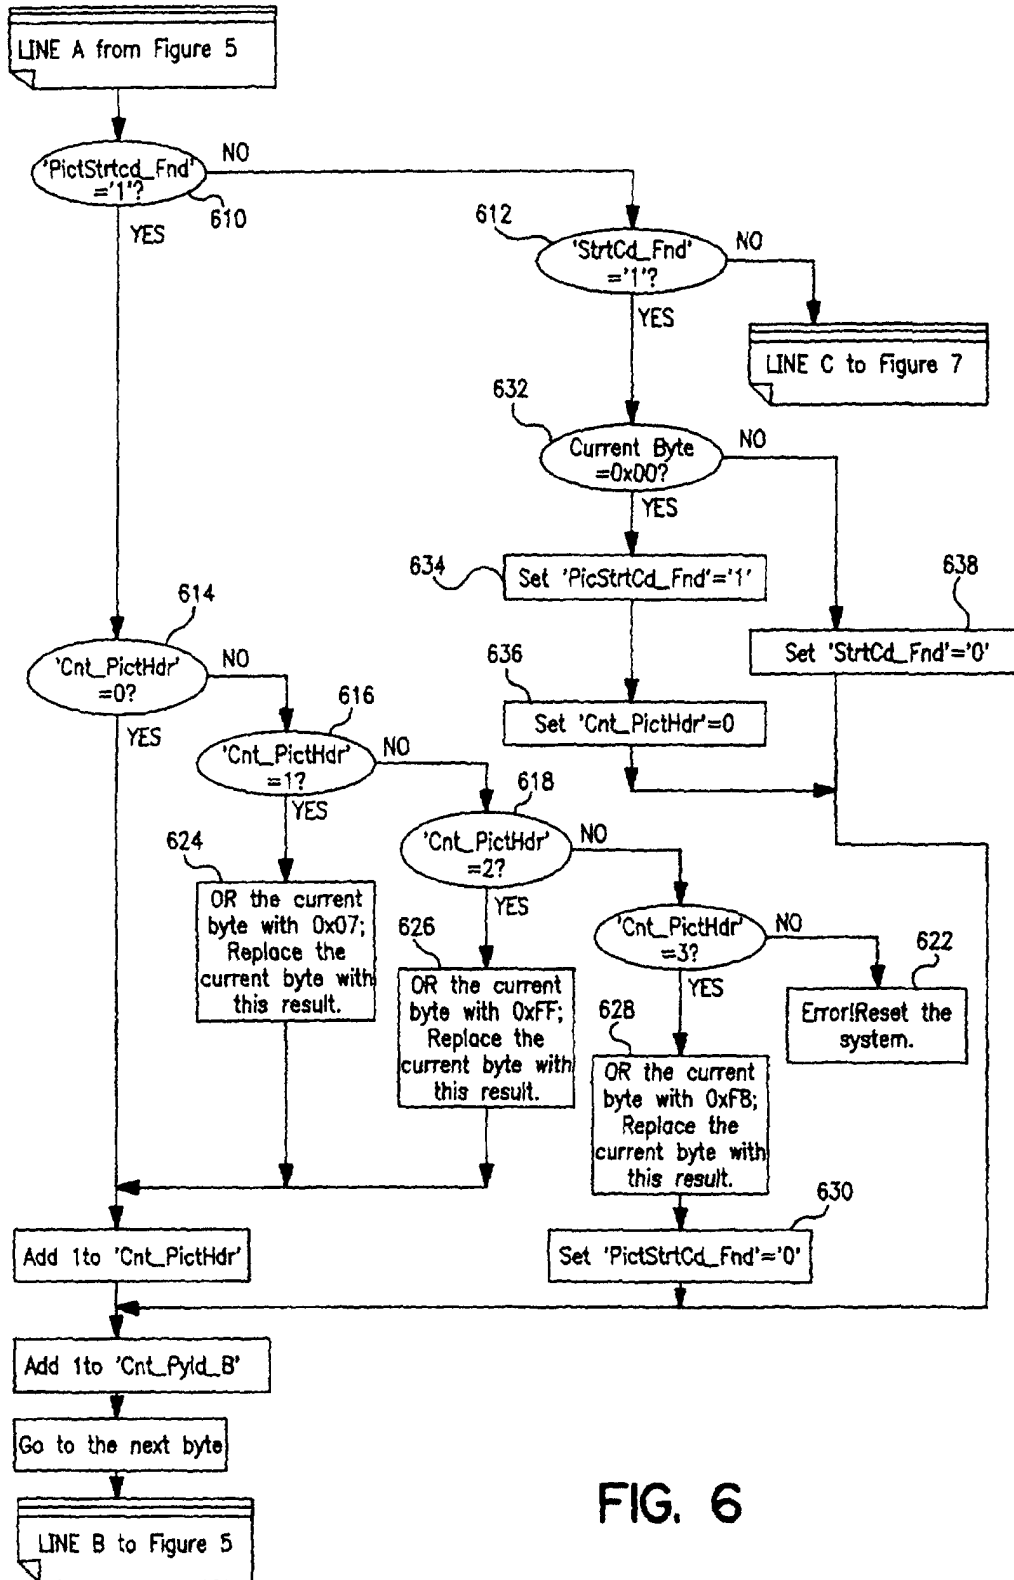 LINE A from Figure 5
'PictStrtcd_Fnd'
='1'?
NO
610
YES
612
'StrtCd_Fnd'
='1'?
NO
YES
LINE C to Figure 7
632
Current Byte
=0x00?
NO
YES
634
Set 'PicStrtCd_Fnd'='1'
638
Set 'StrtCd_Fnd'='0'
636
Set 'Cnt_PictHdr'=0
614
'Cnt_PictHdr'
=0?
NO
YES
616
'Cnt_PictHdr'
=1?
NO
YES
618
'Cnt_PictHdr'
=2?
NO
YES
'Cnt_PictHdr'
=3?
NO
YES
622
Error!Reset the
system.
624
OR the current
byte with 0x07;
Replace the
current byte with
this result.
626
OR the current
byte with 0xFF;
Replace the
current byte with
this result.
628
OR the current
byte with 0xF8;
Replace the
current byte with
this result.
630
Set 'PictStrtCd_Fnd'='0'
Add 1to 'Cnt_PictHdr'
Add 1to 'Cnt_Pyld_B'
Go to the next byte
LINE B to Figure 5
FIG. 6